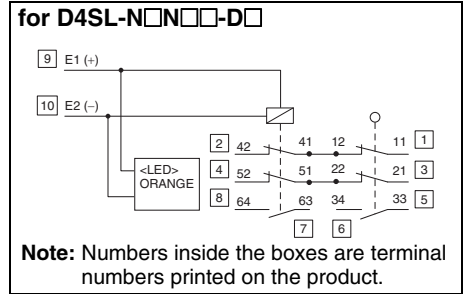 for D4SL-N□N□□-D□
9 E1 (+)
10 E2 (–)
<LED>
ORANGE
2 42 41 12 11 1
4 52 51 22 21 3
8 64 63 34 33 5
7 6
Note: Numbers inside the boxes are terminal
numbers printed on the product.